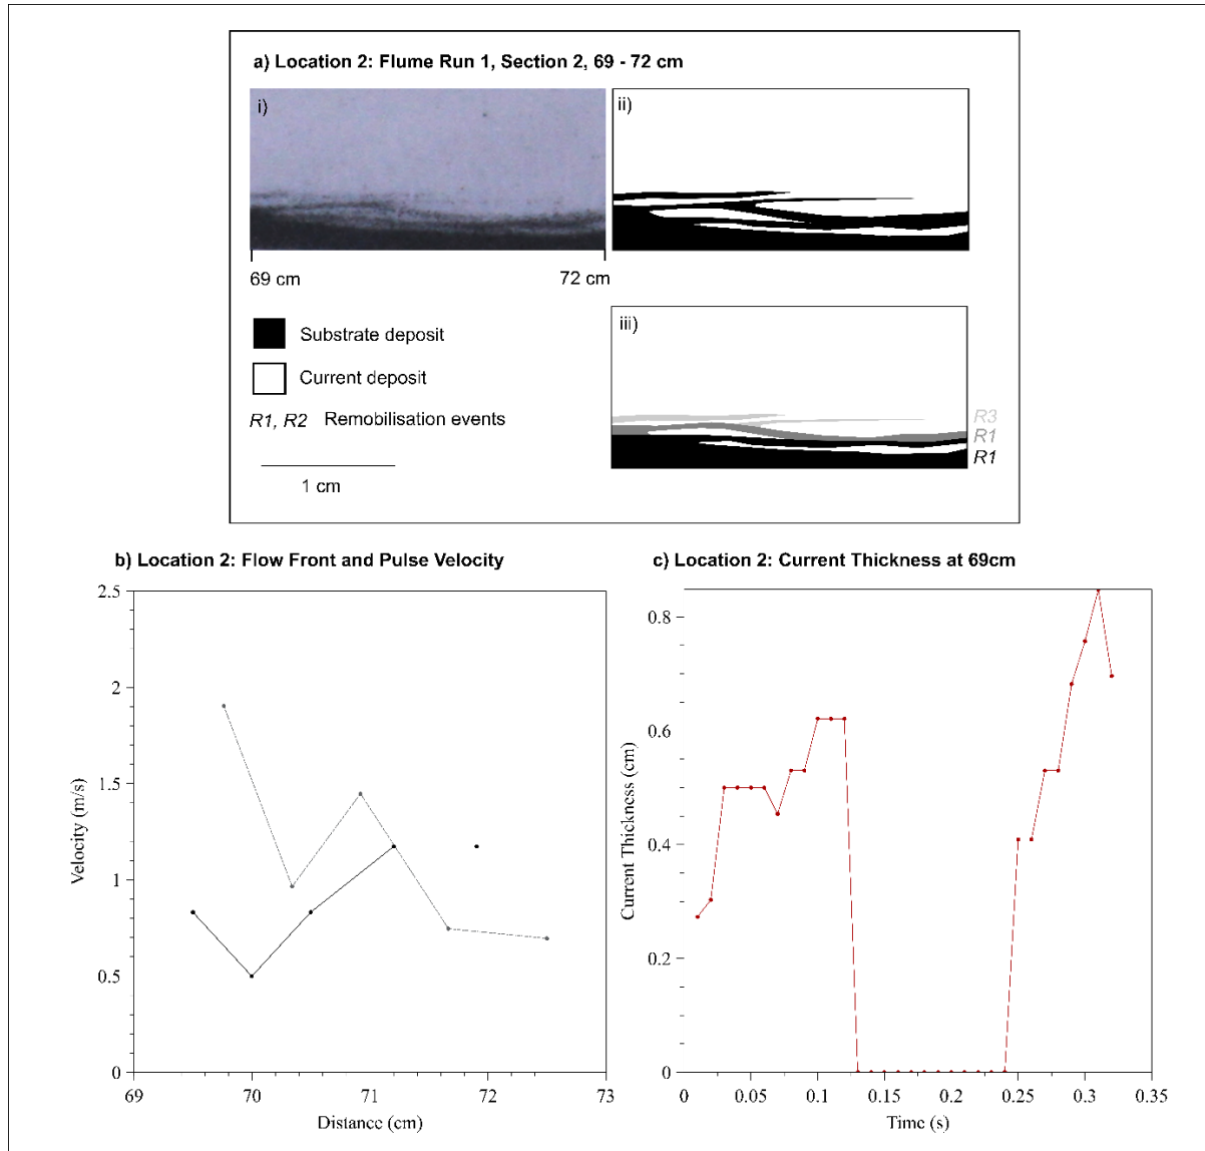 a) Location 2: Flume Run 1, Section 2, 69 - 72 cm
i)
ii)
69 cm
72 cm
Substrate deposit
Current deposit
R1, R2 Remobilisation events
1 cm
iii)
R3
R1
R1
b) Location 2: Flow Front and Pulse Velocity
2.5
2
1.5
1
0.5
0
Velocity (m/s)
69
70
71
72
73
Distance (cm)
c) Location 2: Current Thickness at 69cm
0.8
0.6
0.4
0.2
0
Current Thickness (cm)
0
0.05
0.1
0.15
0.2
0.25
0.3
0.35
Time (s)